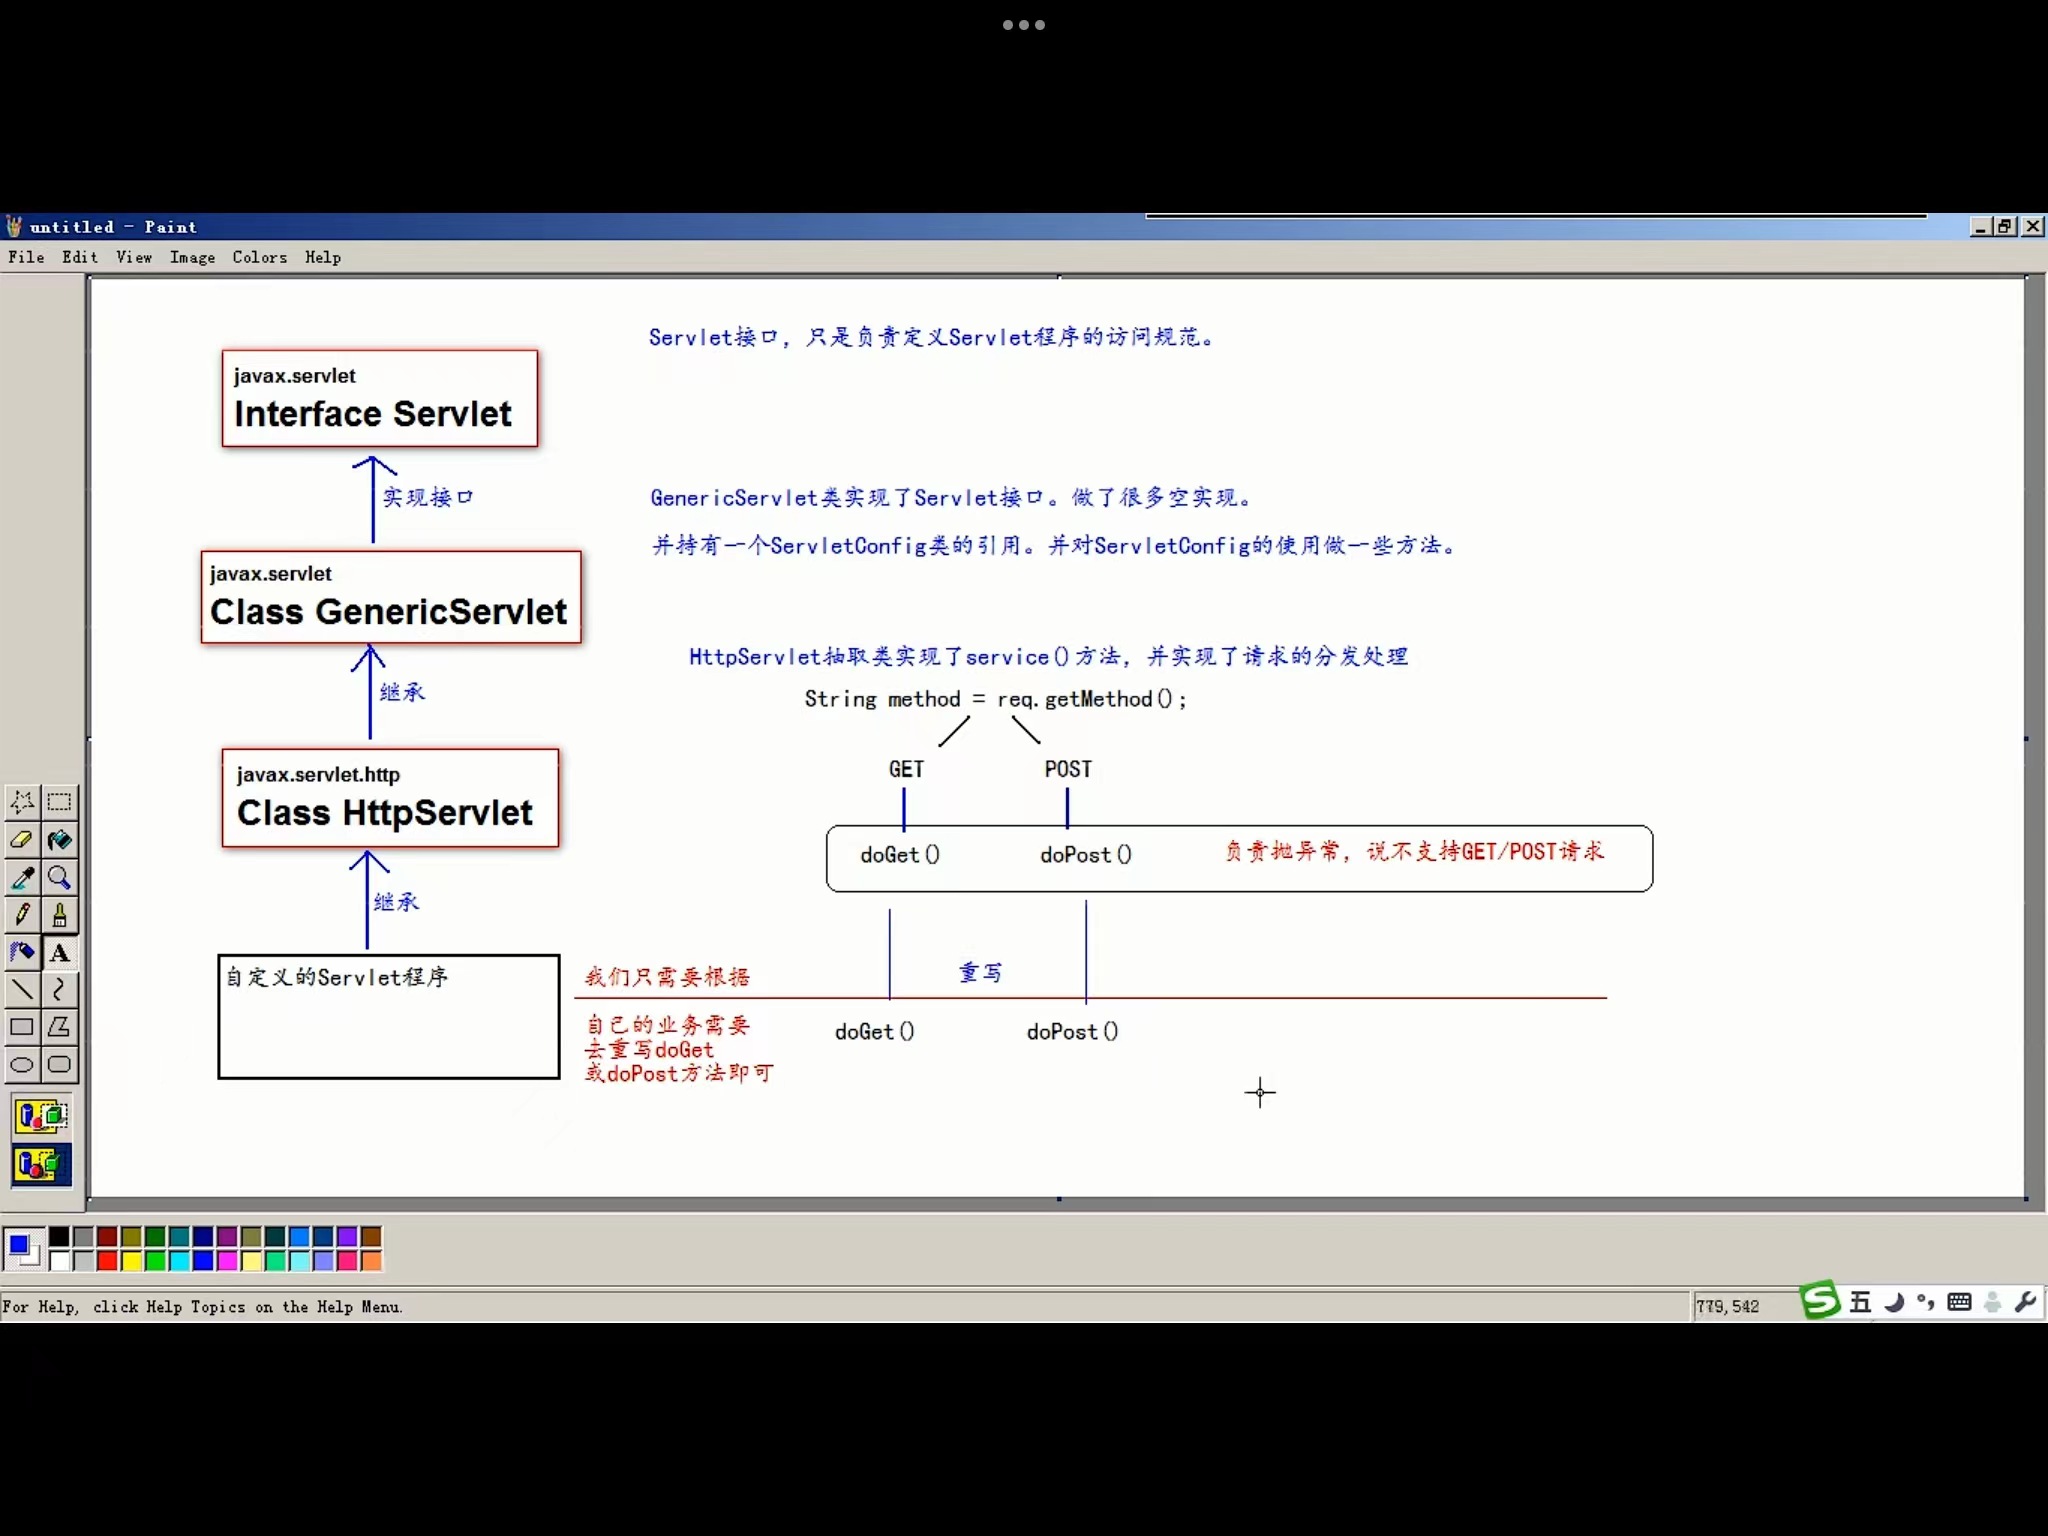 untitled - Paint
File Edit View Image Colors Help
Servlet接口，只是负责定义Servlet程序的访问规范。
javax.servlet
Interface Servlet
实现接口
GenericServlet类实现了Servlet接口。做了很多空实现。
并持有一个ServletConfig类的引用。并对ServletConfig的使用做一些方法。
javax.servlet
Class GenericServlet
继承
HttpServlet抽取类实现了service()方法，并实现了请求的分发处理
String method = req.getMethod();
GET POST
javax.servlet.http
Class HttpServlet
doGet() doPost() 负责抛异常，说不支持GET/POST请求
继承
自定义的Servlet程序
我们只需要根据
重写
自己的业务需要
去重写doGet
或doPost方法即可
doGet() doPost()
A
For Help, click Help Topics on the Help Menu.
779,542
S 五